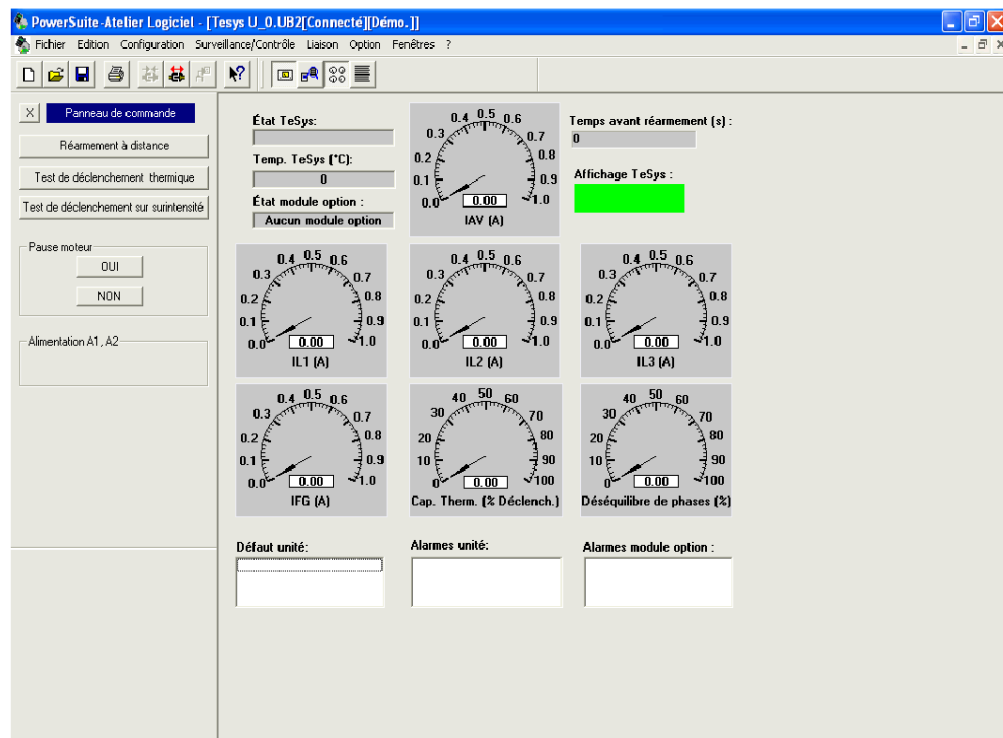 PowerSuite-Atelier Logiciel - [Tesys U_0.UB2[Connecté][Démo.]]
Fichier Edition Configuration Surveillance/Contrôle Liaison Option Fenêtres ?
X Panneau de commande
Réarmement à distance
Test de déclenchement thermique
Test de déclenchement sur surintensité
Pause moteur
OUI
NON
Alimentation A1, A2
État TeSys:
Temp. TeSys (°C):
0
État module option :
Aucun module option
0.0 0.1 0.2 0.3 0.4 0.5 0.6 0.7 0.8 0.9 1.0
0.00
IAV (A)
Temps avant réarmement (s) :
0
Affichage TeSys :
0.0 0.1 0.2 0.3 0.4 0.5 0.6 0.7 0.8 0.9 1.0
0.00
IL1 (A)
0.0 0.1 0.2 0.3 0.4 0.5 0.6 0.7 0.8 0.9 1.0
0.00
IL2 (A)
0.0 0.1 0.2 0.3 0.4 0.5 0.6 0.7 0.8 0.9 1.0
0.00
IL3 (A)
0.0 0.1 0.2 0.3 0.4 0.5 0.6 0.7 0.8 0.9 1.0
0.00
IFG (A)
0 10 20 30 40 50 60 70 80 90 100
0.00
Cap. Therm. (% Déclench.)
0 10 20 30 40 50 60 70 80 90 100
0.00
Déséquilibre de phases (%)
Défaut unité:
Alarmes unité:
Alarmes module option :